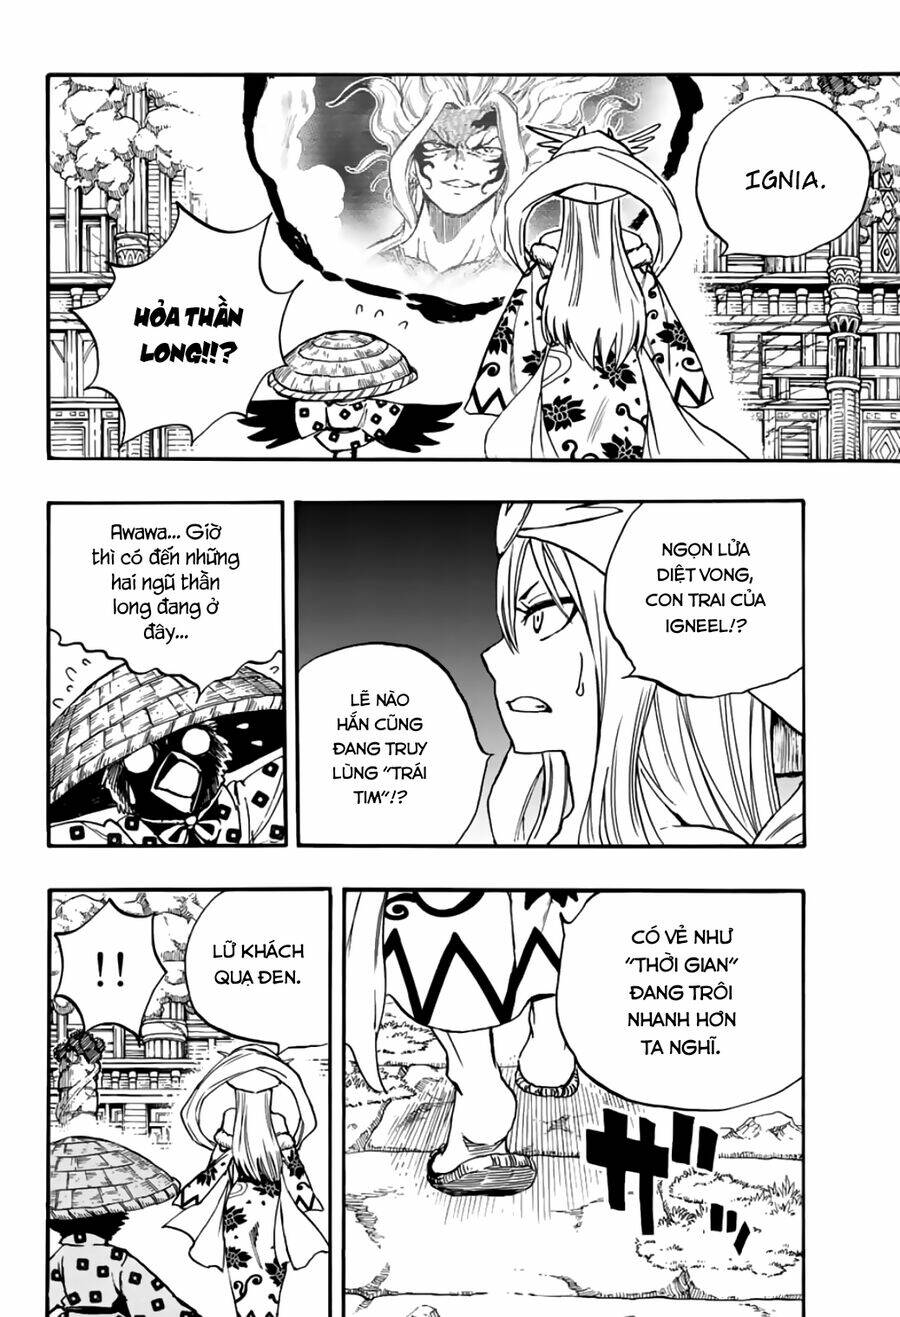 IGNIA.
HỎA THẦN
LONG!!?
NGỌN LỬA
DIỆT VONG,
CON TRAI CỦA
IGNEEL!?
LẼ NÀO
HẮN CŨNG
ĐANG TRUY
LÙNG "TRÁI
TIM"!?
Awawa... Giờ
thì có đến những
hai ngũ thần
long đang ở
đây...
CÓ VẺ NHƯ
"THỜI GIAN"
ĐANG TRÔI
NHANH HƠN
TA NGHĨ.
ザッ
LỮ KHÁCH
QUẠ ĐEN.
!!